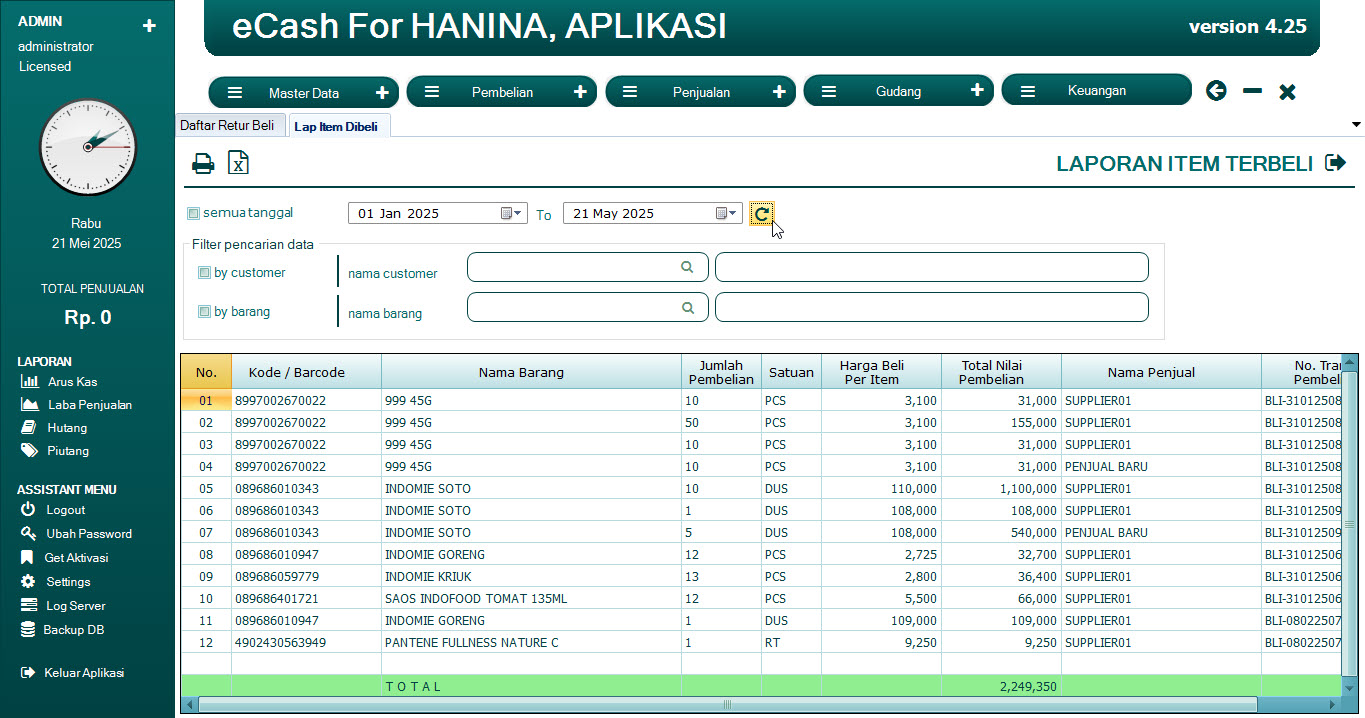 ADMIN
administrator
Licensed
Rabu
21 Mei 2025
TOTAL PENJUALAN
Rp. 0
LAPORAN
Arus Kas
Laba Penjualan
Hutang
Piutang
ASSISTANT MENU
Logout
Ubah Password
Get Aktivasi
Settings
Log Server
Backup DB
Keluar Aplikasi
eCash For HANINA, APLIKASI
version 4.25
Master Data Pembelian Penjualan Gudang Keuangan
Daftar Retur Beli Lap Item Dibeli
LAPORAN ITEM TERBELI
semua tanggal 01 Jan 2025 To 21 May 2025
Filter pencarian data
by customer nama customer
by barang nama barang
No. Kode / Barcode Nama Barang Jumlah Pembelian Satuan Harga Beli Per Item Total Nilai Pembelian Nama Penjual No. Tran Pembeli
01 8997002670022 999 45G 10 PCS 3,100 31,000 SUPPLIER01 BLI-31012508
02 8997002670022 999 45G 50 PCS 3,100 155,000 SUPPLIER01 BLI-31012508
03 8997002670022 999 45G 10 PCS 3,100 31,000 SUPPLIER01 BLI-31012508
04 8997002670022 999 45G 10 PCS 3,100 31,000 PENJUAL BARU BLI-31012508
05 089686010343 INDOMIE SOTO 10 DUS 110,000 1,100,000 SUPPLIER01 BLI-31012508
06 089686010343 INDOMIE SOTO 1 DUS 108,000 108,000 SUPPLIER01 BLI-31012509
07 089686010343 INDOMIE SOTO 5 DUS 108,000 540,000 PENJUAL BARU BLI-31012509
08 089686010947 INDOMIE GORENG 12 PCS 2,725 32,700 SUPPLIER01 BLI-31012506
09 089686059779 INDOMIE KRIUK 13 PCS 2,800 36,400 SUPPLIER01 BLI-31012506
10 089686401721 SAOS INDOFOOD TOMAT 135ML 12 PCS 5,500 66,000 SUPPLIER01 BLI-31012506
11 089686010947 INDOMIE GORENG 1 DUS 109,000 109,000 SUPPLIER01 BLI-08022507
12 4902430563949 PANTENE FULLNESS NATURE C 1 RT 9,250 9,250 SUPPLIER01 BLI-08022507
T O T A L 2,249,350